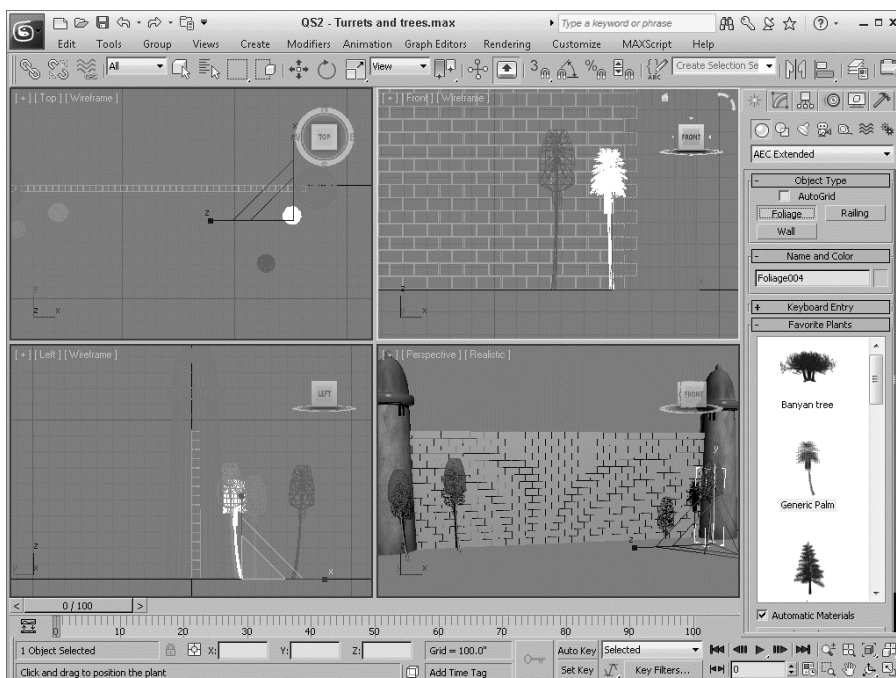 QS2 - Turrets and trees.max
Type a keyword or phrase
Edit Tools Group Views Create Modifiers Animation Graph Editors Rendering Customize MAXScript Help
All
View
3
%
ABC
Create Selection Se
[ + ] [ Top ] [ Wireframe ]
TOP
[ + ] [ Front ] [ Wireframe ]
FRONT
z
y
z x
z
x
AEC Extended
- Object Type
AutoGrid
Foliage Railing
Wall
- Name and Color
Foliage004
+ Keyboard Entry
- Favorite Plants
Banyan tree
Generic Palm
[ + ] [ Left ] [ Wireframe ]
LEFT
x
z
[ + ] [ Perspective ] [ Realistic ]
FRONT
y
z
z
Automatic Materials
< 0 / 100 >
0 10 20 30 40 50 60 70 80 90 100
1 Object Selected X: Y: Z: Grid = 100.0" Auto Key Selected
Click and drag to position the plant Add Time Tag Set Key Key Filters... 0